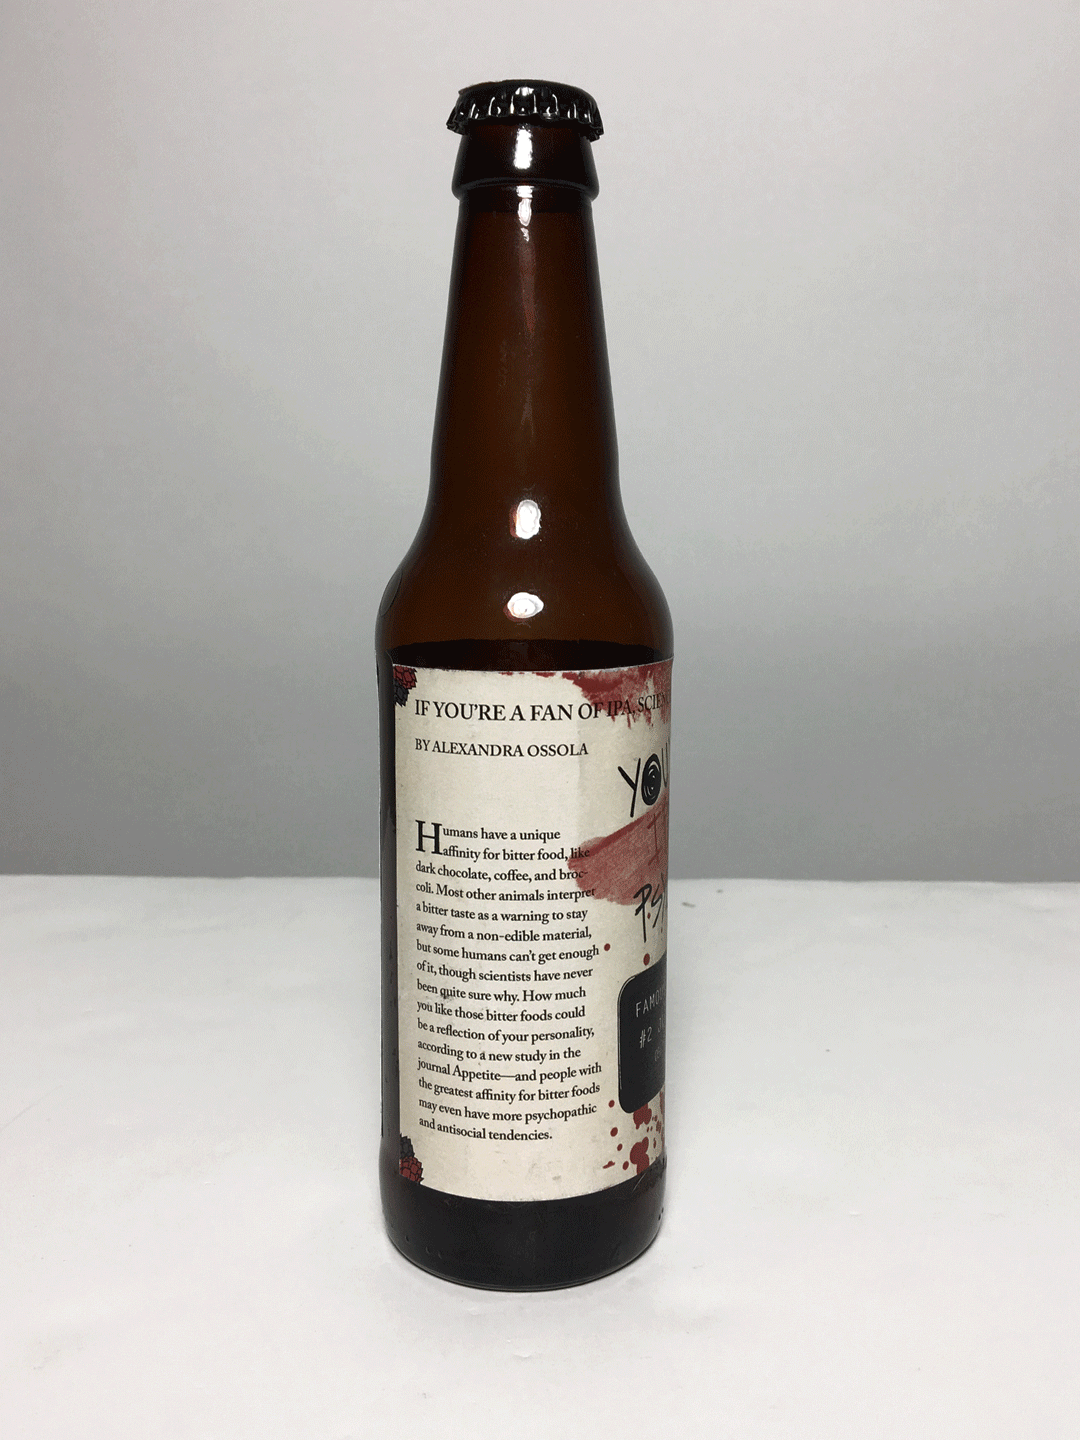 IF YOU'RE A FAN OF IPA, SCIEN
BY ALEXANDRA OSSOLA
Humans have a unique
affinity for bitter food, like
dark chocolate, coffee, and broc-
coli. Most other animals interpret
a bitter taste as a warning to stay
away from a non-edible material,
but some humans can't get enough
of it, though scientists have never
been quite sure why. How much
you like those bitter foods could
be a reflection of your personality,
according to a new study in the
journal Appetite—and people with
the greatest affinity for bitter foods
may even have more psychopathic
and antisocial tendencies.
YOU'
PS
FAMOU
#2